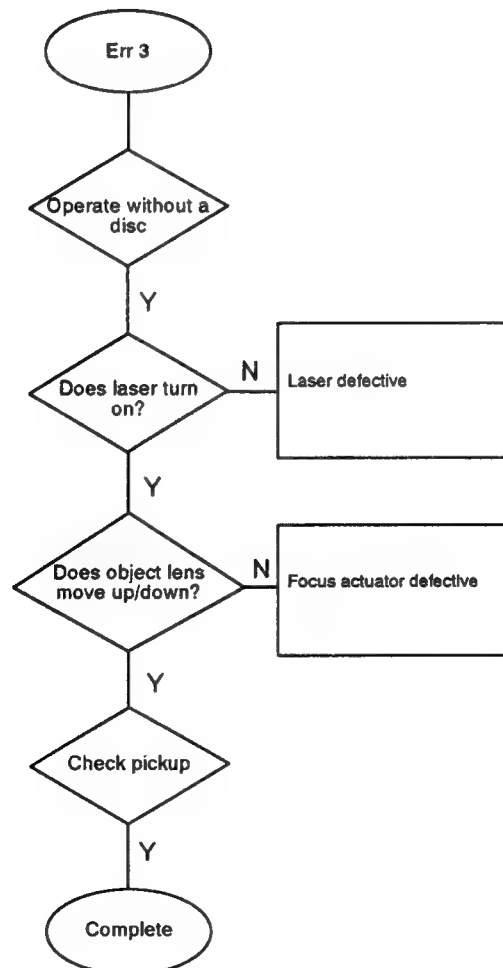 Err 3
Operate without a
disc
Y
Does laser turn
on?
N
Laser defective
Y
Does object lens
move up/down?
N
Focus actuator defective
Y
Check pickup
Y
Complete